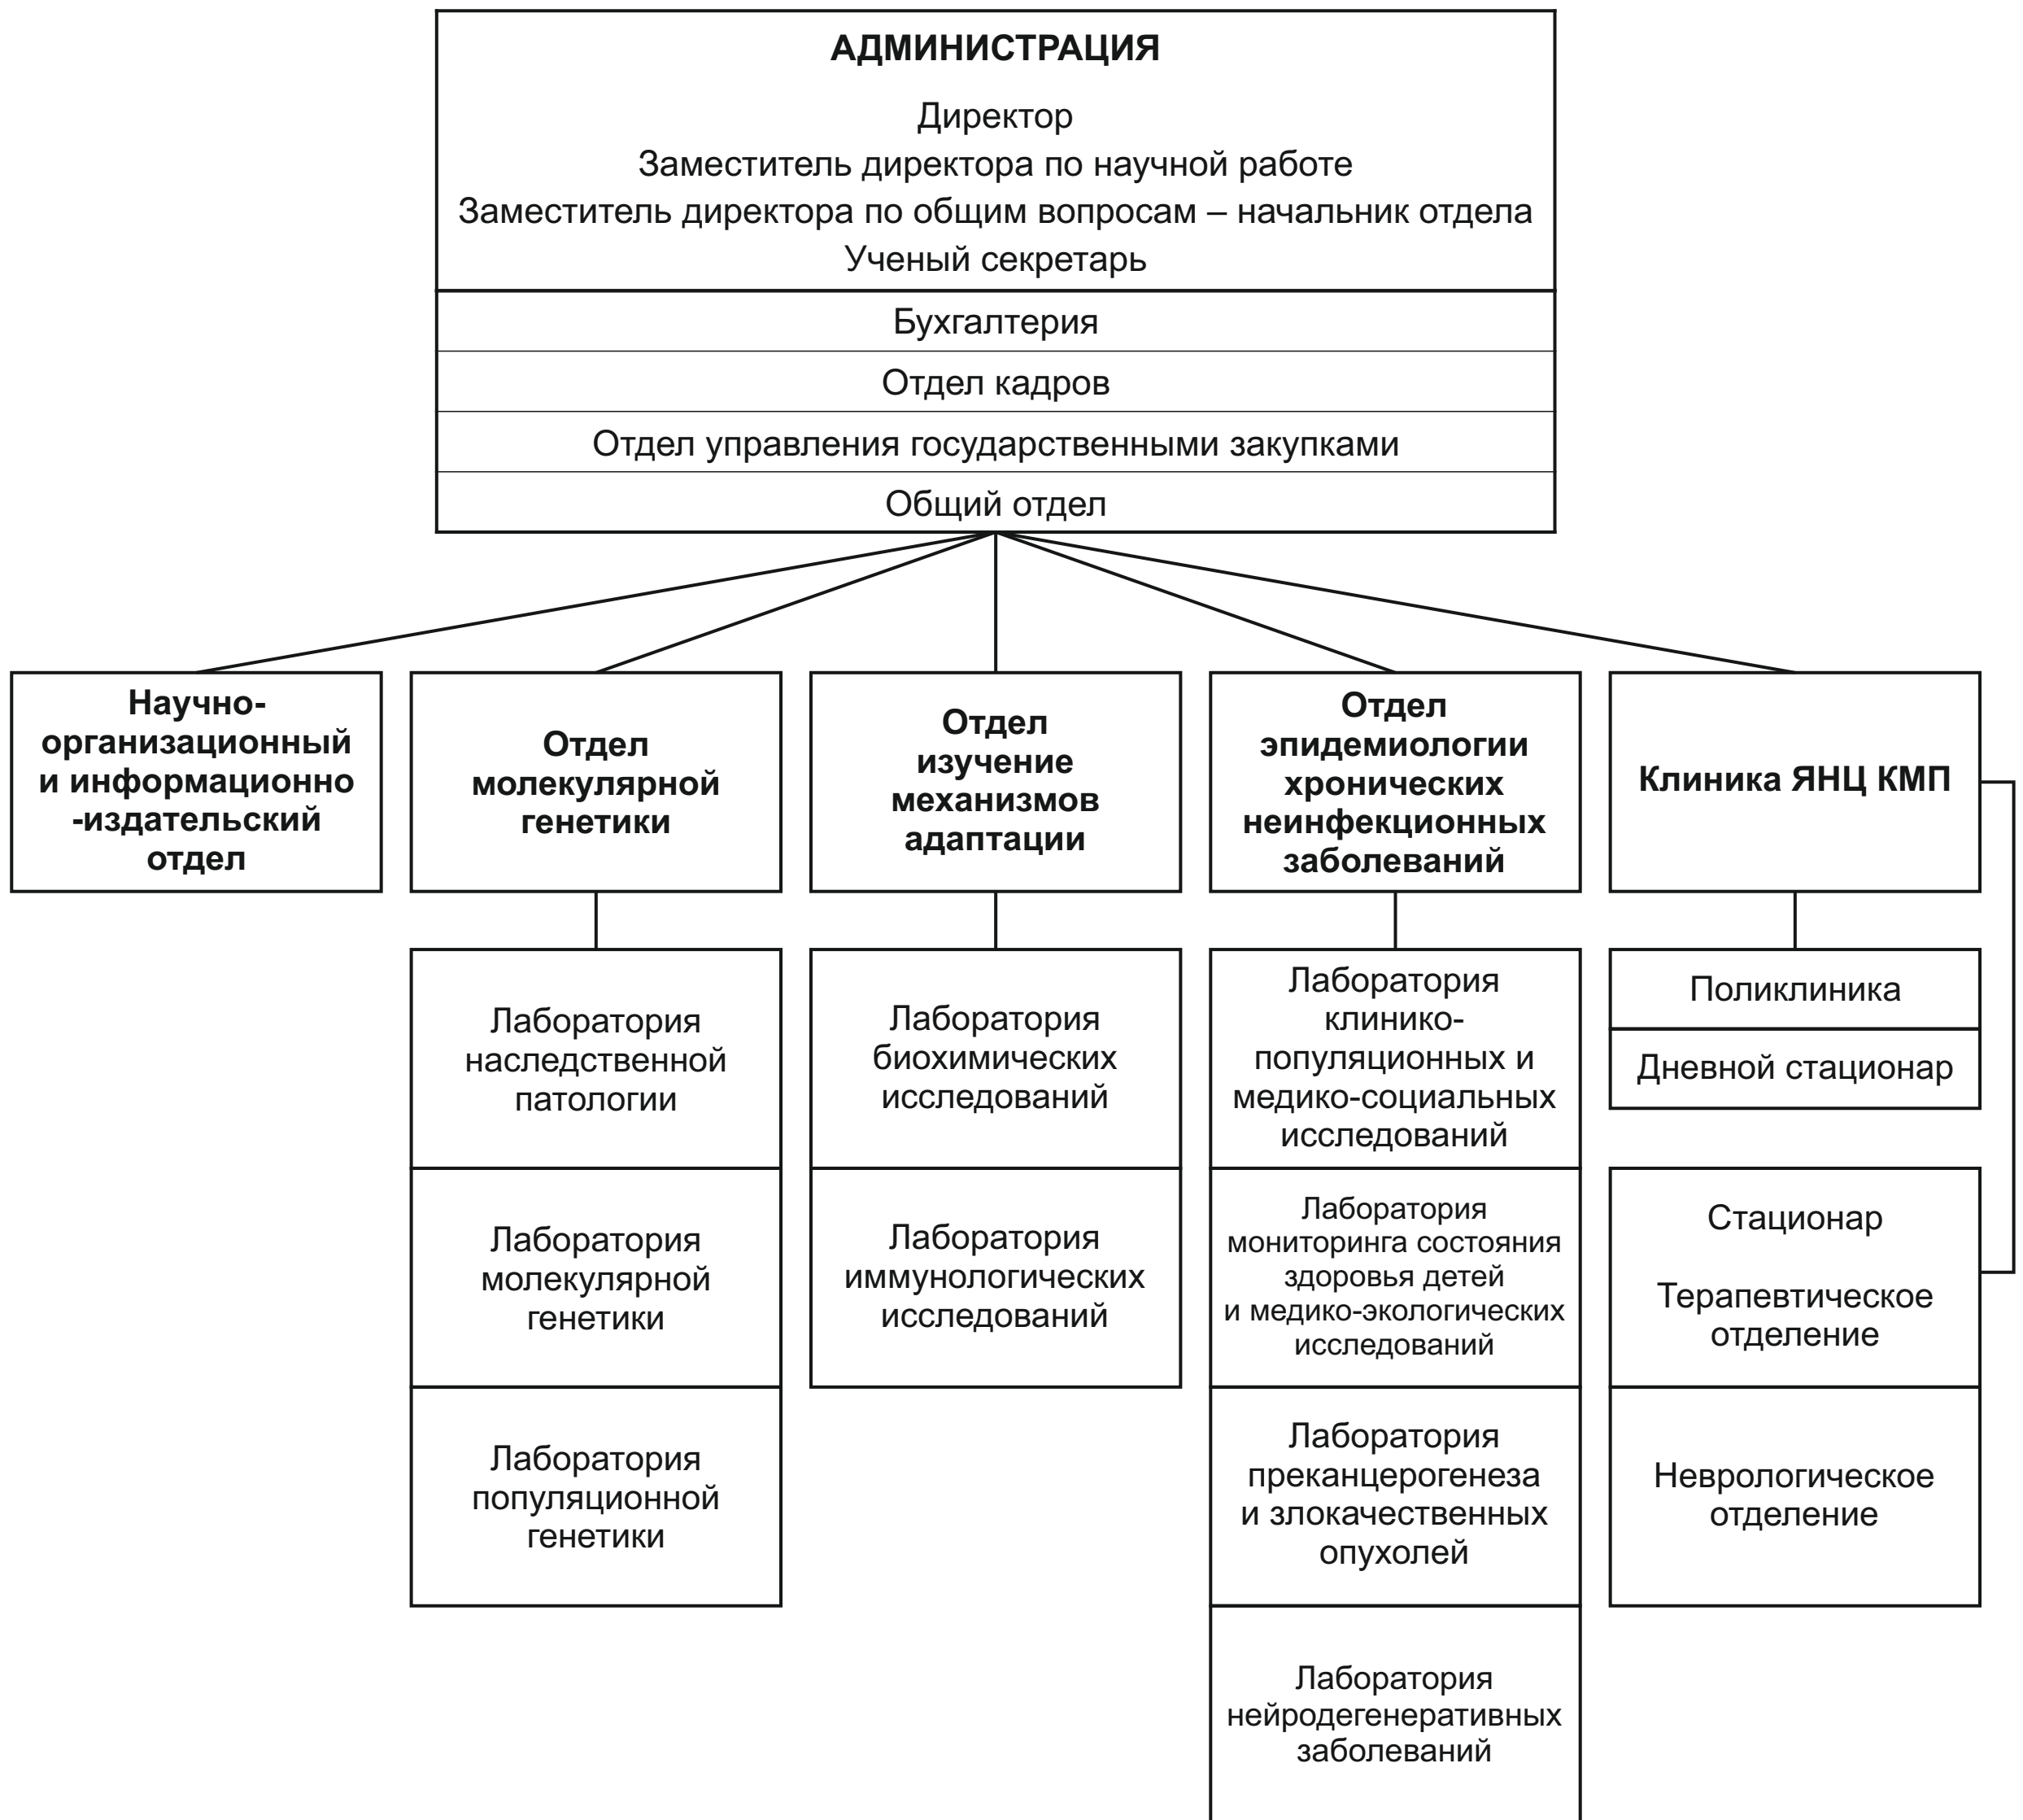 АДМИНИСТРАЦИЯ
Директор
Заместитель директора по научной работе
Заместитель директора по общим вопросам – начальник отдела
Ученый секретарь
Бухгалтерия
Отдел кадров
Отдел управления государственными закупками
Общий отдел
Научно-
организационный
и информационно
-издательский
отдел
Отдел
молекулярной
генетики
Отдел
изучение
механизмов
адаптации
Отдел
эпидемиологии
хронических
неинфекционных
заболеваний
Клиника ЯНЦ КМП
Лаборатория
наследственной
патологии
Лаборатория
молекулярной
генетики
Лаборатория
популяционной
генетики
Лаборатория
биохимических
исследований
Лаборатория
иммунологических
исследований
Лаборатория
клинико-
популяционных и
медико-социальных
исследований
Лаборатория
мониторинга состояния
здоровья детей
и медико-экологических
исследований
Лаборатория
преканцерогенеза
и злокачественных
опухолей
Лаборатория
нейродегенеративных
заболеваний
Поликлиника
Дневной стационар
Стационар
Терапевтическое
отделение
Неврологическое
отделение